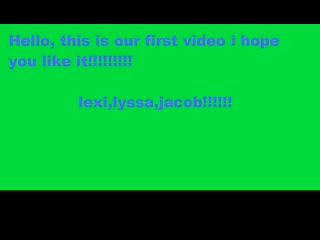 Hello, this is our first video i hope
you like it!!!!!!!!!
lexi,lyssa,jacob!!!!!!